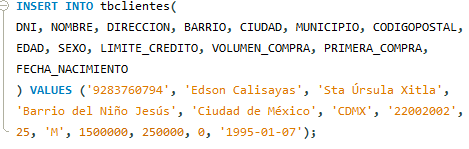 INSERT INTO tbclientes(
DNI, NOMBRE, DIRECCION, BARRIO, CIUDAD, MUNICIPIO, CODIGOPOSTAL,
EDAD, SEXO, LIMITE_CREDITO, VOLUMEN_COMPRA, PRIMERA_COMPRA,
FECHA_NACIMIENTO
) VALUES ('9283760794', 'Edson Calisayas', 'Sta Úrsula Xitla',
'Barrio del Niño Jesús', 'Ciudad de México', 'CDMX', '22002002',
25, 'M', 1500000, 250000, 0, '1995-01-07');